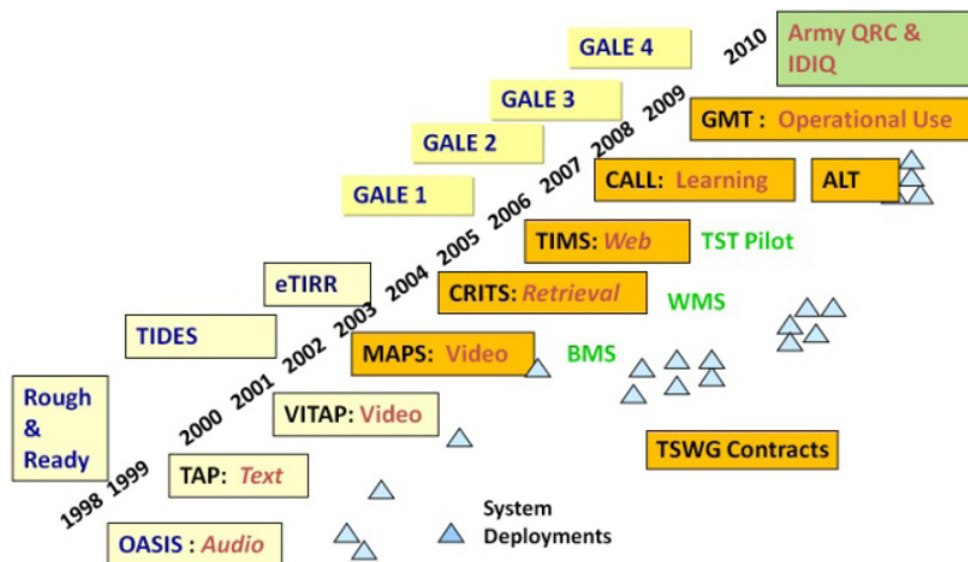 GALE 4
2010
Army QRC &
IDIQ
GALE 3
2009
GMT : Operational Use
GALE 2
2008
2007
CALL: Learning
ALT
GALE 1
2006
2005
TIMS: Web
TST Pilot
eTIRR
2004
CRITS: Retrieval
WMS
TIDES
2003
2002
MAPS: Video
BMS
Rough
&
Ready
2001
2000
VITAP: Video
TSWG Contracts
1999
1998
TAP: Text
System
Deployments
OASIS : Audio